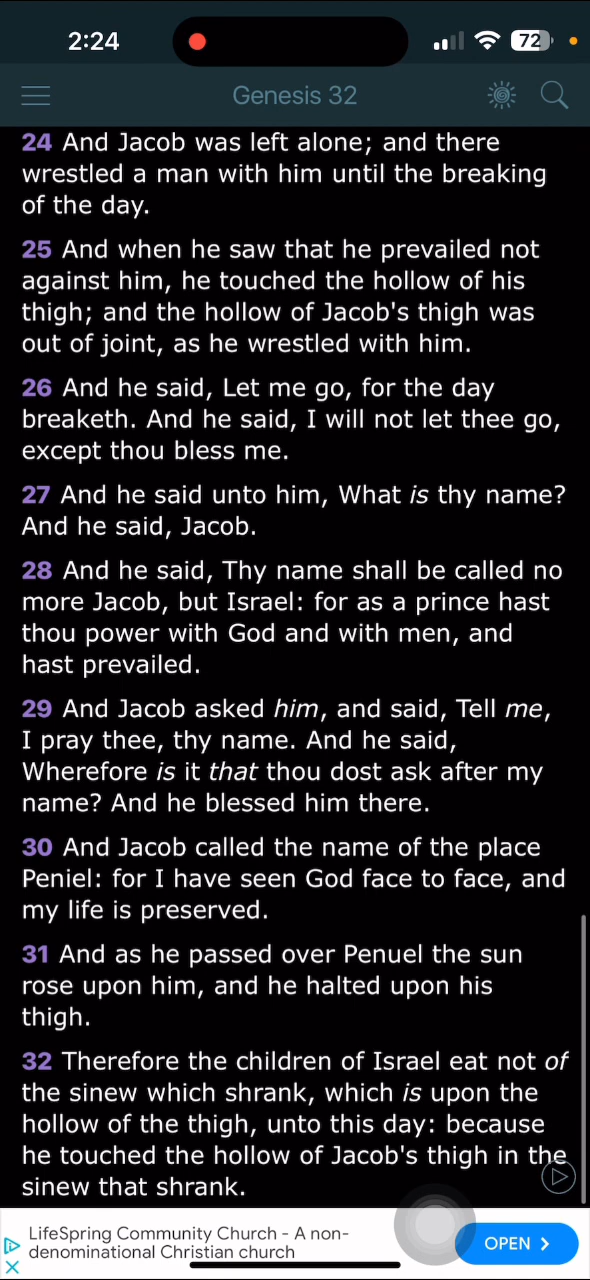 2:24
72
Genesis 32
24 And Jacob was left alone; and there
wrestled a man with him until the breaking
of the day.
25 And when he saw that he prevailed not
against him, he touched the hollow of his
thigh; and the hollow of Jacob's thigh was
out of joint, as he wrestled with him.
26 And he said, Let me go, for the day
breaketh. And he said, I will not let thee go,
except thou bless me.
27 And he said unto him, What is thy name?
And he said, Jacob.
28 And he said, Thy name shall be called no
more Jacob, but Israel: for as a prince hast
thou power with God and with men, and
hast prevailed.
29 And Jacob asked him, and said, Tell me,
I pray thee, thy name. And he said,
Wherefore is it that thou dost ask after my
name? And he blessed him there.
30 And Jacob called the name of the place
Peniel: for I have seen God face to face, and
my life is preserved.
31 And as he passed over Penuel the sun
rose upon him, and he halted upon his
thigh.
32 Therefore the children of Israel eat not of
the sinew which shrank, which is upon the
hollow of the thigh, unto this day: because
he touched the hollow of Jacob's thigh in the
sinew that shrank.
LifeSpring Community Church - A non-
denominational Christian church
OPEN